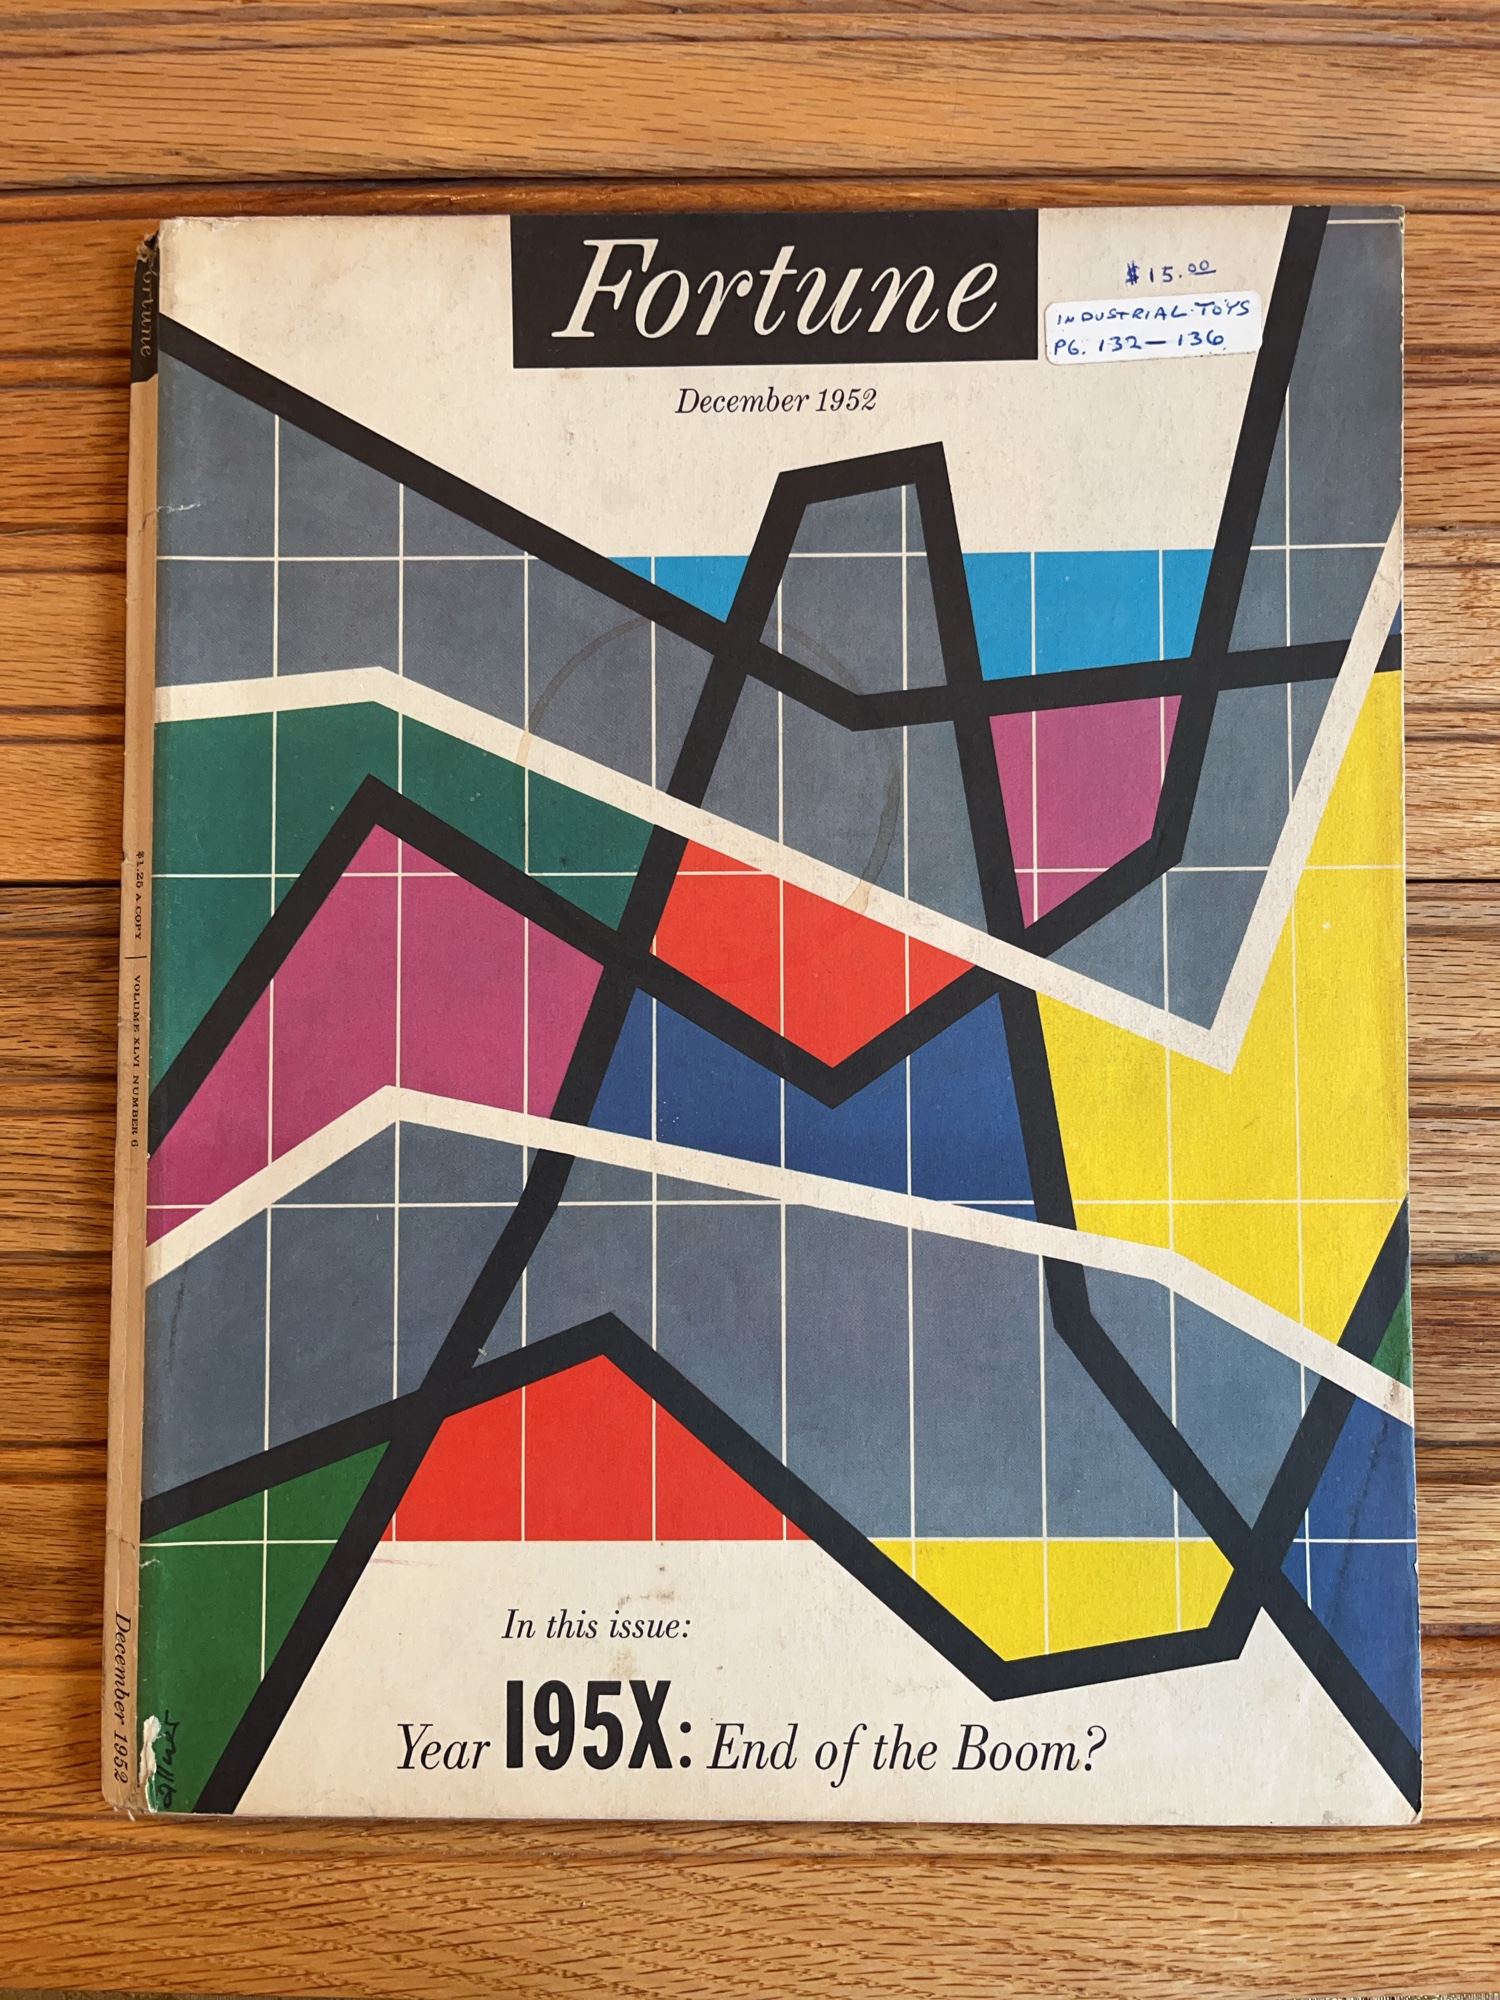 Fortune
$15.00
INDUSTRIAL TOYS
PG. 132—136
December 1952
In this issue:
Year 195X: End of the Boom?
Fortune
$1.25 A COPY | VOLUME XLVI NUMBER 6
December 1952